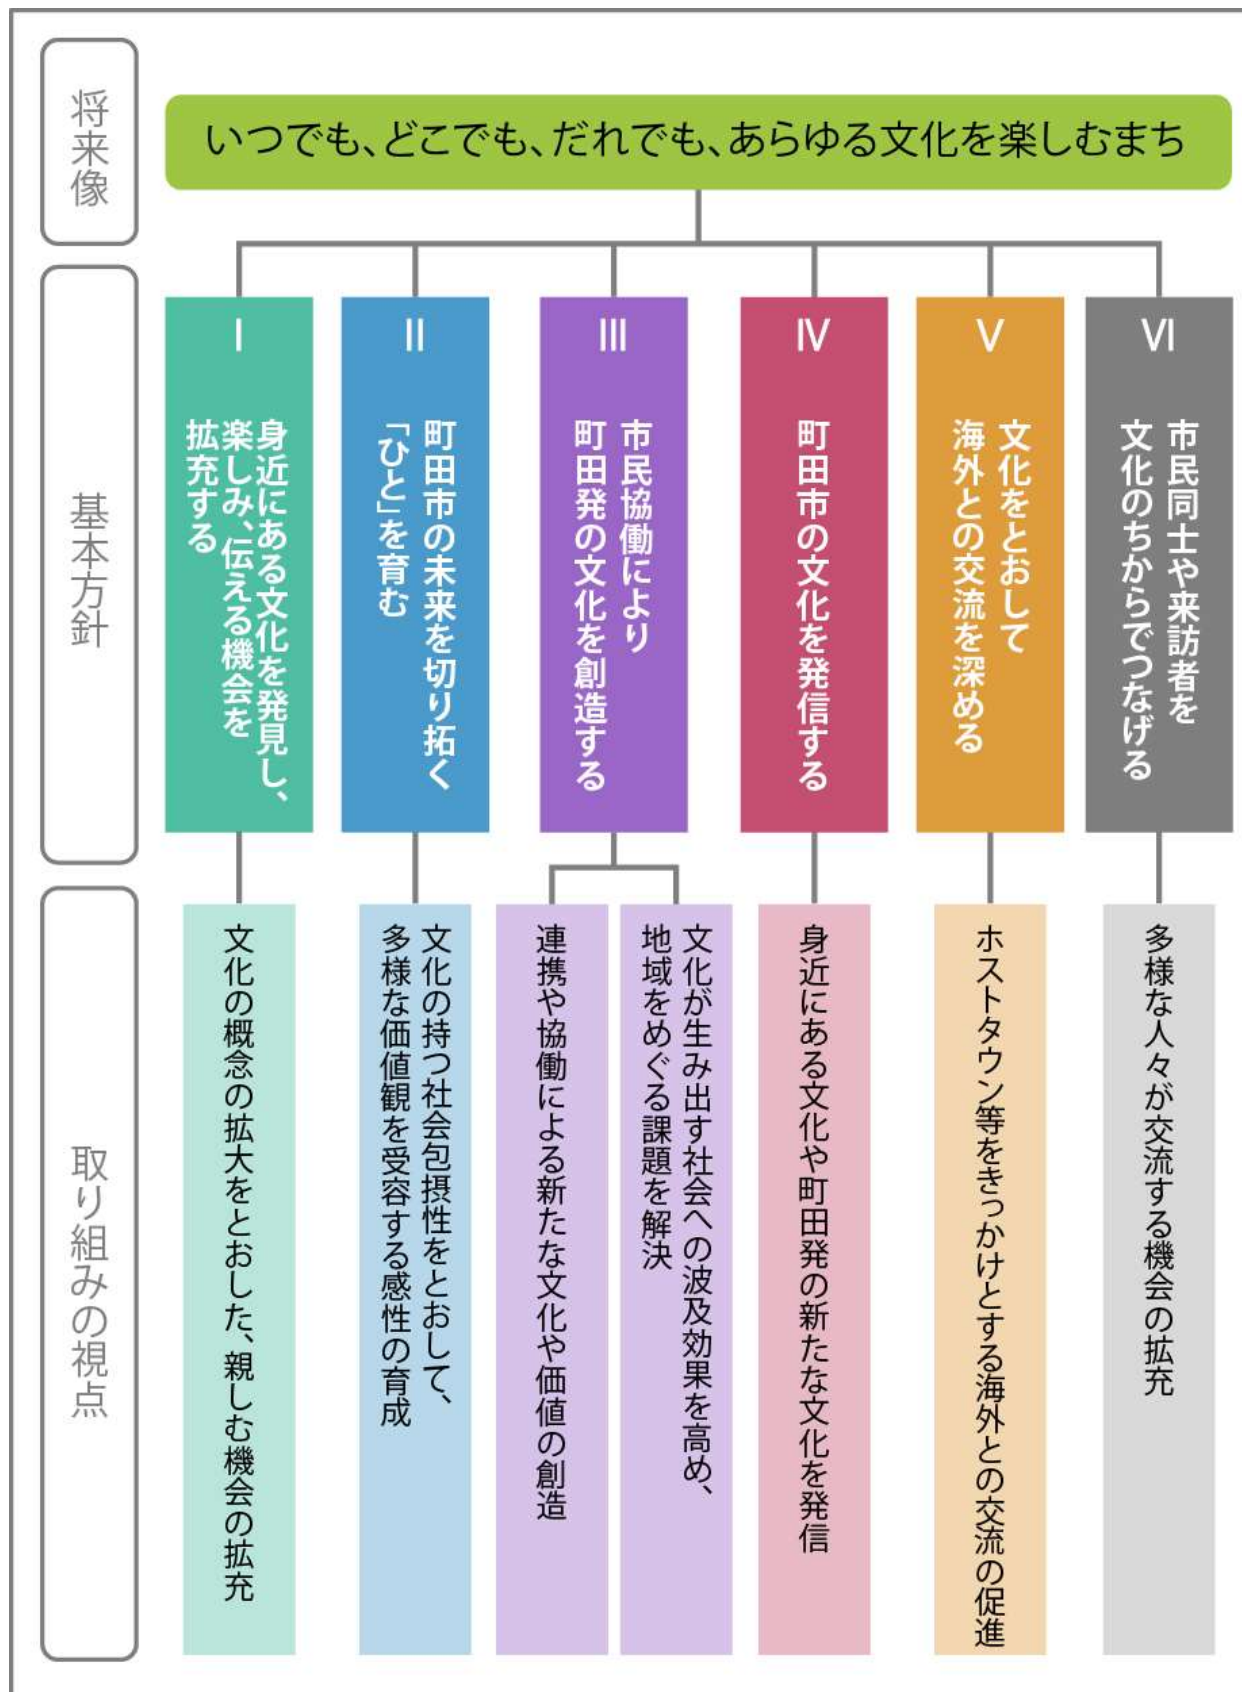 将来像
いつでも、どこでも、だれでも、あらゆる文化を楽しむまち
基本方針
Ⅰ
身近にある文化を発見し、
楽しみ、伝える機会を
拡充する
Ⅱ
町田市の未来を切り拓く
「ひと」を育む
Ⅲ
市民協働により
町田発の文化を創造する
Ⅳ
町田市の文化を発信する
Ⅴ
文化をとおして
海外との交流を深める
Ⅵ
市民同士や来訪者を
文化のちからでつなげる
取り組みの視点
文化の概念の拡大をとおした、親しむ機会の拡充
文化の持つ社会包摂性をとおして、
多様な価値観を受容する感性の育成
連携や協働による新たな文化や価値の創造
文化が生み出す社会への波及効果を高め、
地域をめぐる課題を解決
身近にある文化や町田発の新たな文化を発信
ホストタウン等をきっかけとする海外との交流の促進
多様な人々が交流する機会の拡充